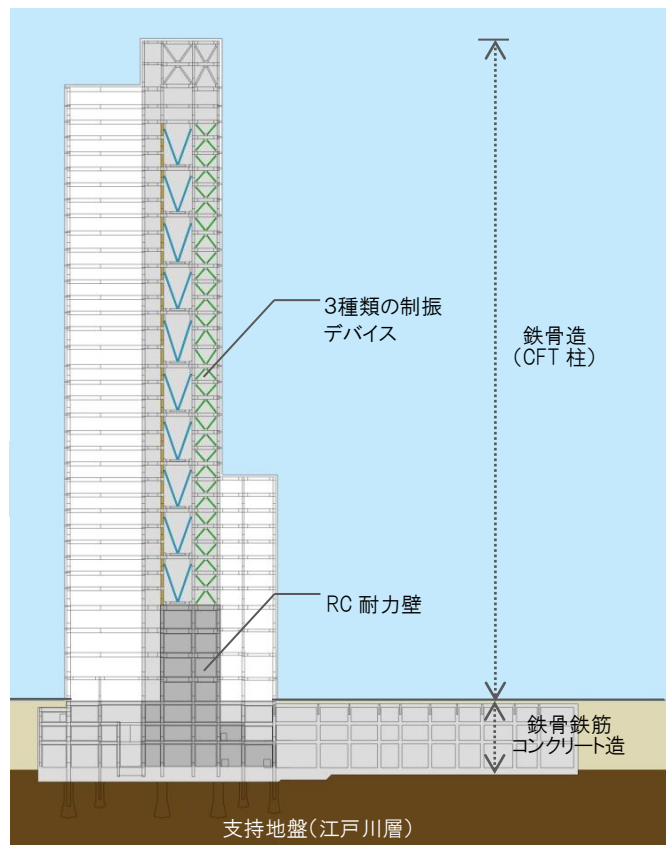 3種類の制振
デバイス
鉄骨造
(CFT 柱)
RC 耐力壁
鉄骨鉄筋
コンクリート造
支持地盤(江戸川層)